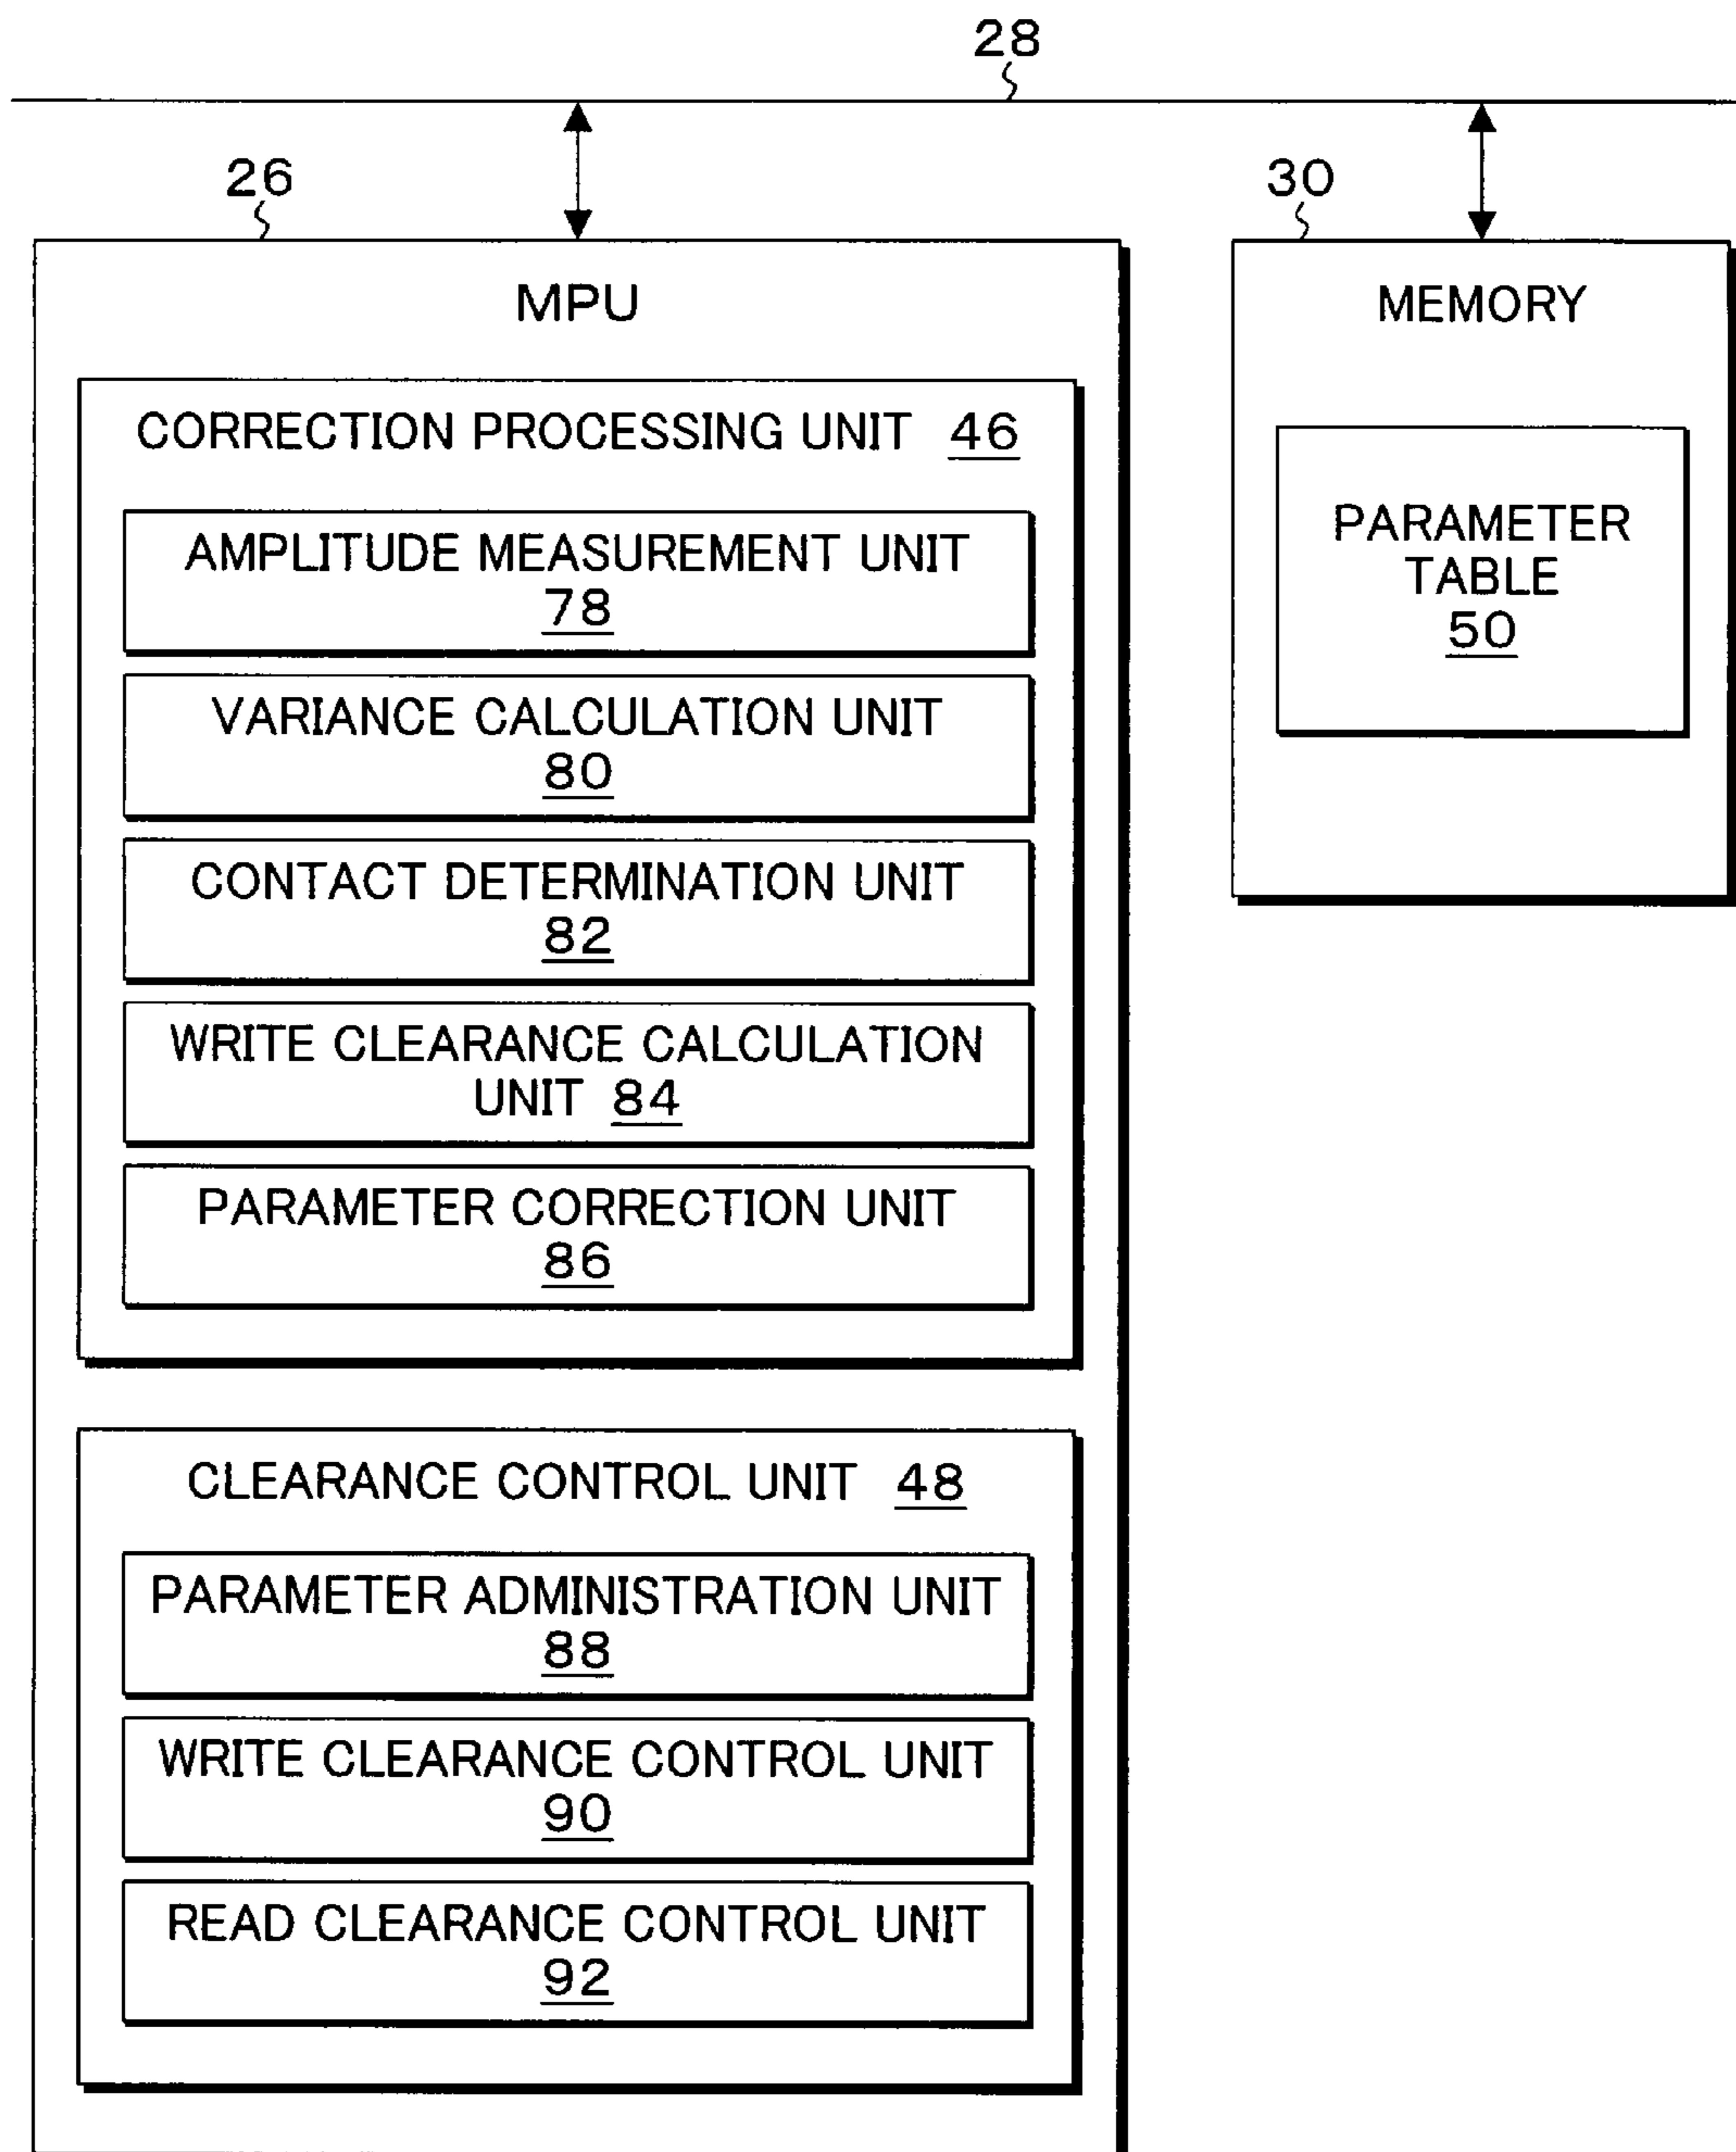 28
26
30
MPU
MEMORY
CORRECTION PROCESSING UNIT 46
AMPLITUDE MEASUREMENT UNIT
78
VARIANCE CALCULATION UNIT
80
CONTACT DETERMINATION UNIT
82
WRITE CLEARANCE CALCULATION
UNIT 84
PARAMETER CORRECTION UNIT
86
PARAMETER
TABLE
50
CLEARANCE CONTROL UNIT 48
PARAMETER ADMINISTRATION UNIT
88
WRITE CLEARANCE CONTROL UNIT
90
READ CLEARANCE CONTROL UNIT
92